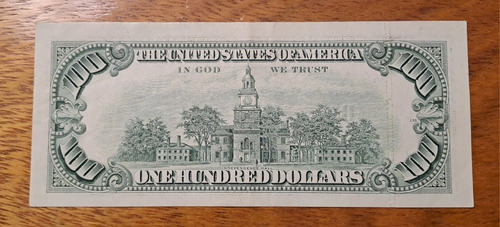 THE UNITED STATES OF AMERICA
IN GOD WE TRUST
100 100
100 100
ONE HUNDRED DOLLARS